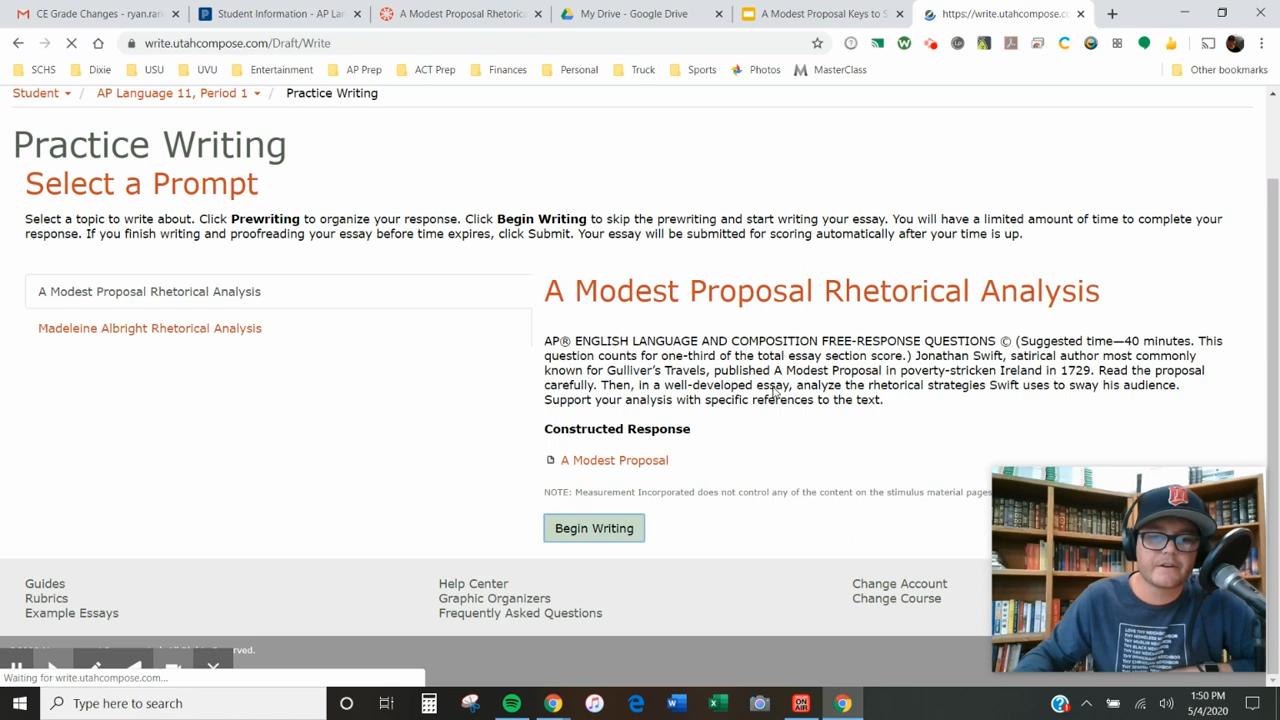 CE Grade Changes - ryan.ran
Student Information - AP Lan
A Modest Proposal Rhetorica
My Drive - Google Drive
A Modest Proposal Keys to S
https://write.utahcompose.co
write.utahcompose.com/Draft/Write
SCHS Dixie USU UVU Entertainment AP Prep ACT Prep Finances Personal Truck Sports Photos MasterClass Other bookmarks
Student / AP Language 11, Period 1 / Practice Writing
Practice Writing
Select a Prompt
Select a topic to write about. Click Prewriting to organize your response. Click Begin Writing to skip the prewriting and start writing your essay. You will have a limited amount of time to complete your
response. If you finish writing and proofreading your essay before time expires, click Submit. Your essay will be submitted for scoring automatically after your time is up.
A Modest Proposal Rhetorical Analysis
Madeleine Albright Rhetorical Analysis
A Modest Proposal Rhetorical Analysis
AP® ENGLISH LANGUAGE AND COMPOSITION FREE-RESPONSE QUESTIONS © (Suggested time—40 minutes. This
question counts for one-third of the total essay section score.) Jonathan Swift, satirical author most commonly
known for Gulliver's Travels, published A Modest Proposal in poverty-stricken Ireland in 1729. Read the proposal
carefully. Then, in a well-developed essay, analyze the rhetorical strategies Swift uses to sway his audience.
Support your analysis with specific references to the text.
Constructed Response
A Modest Proposal
NOTE: Measurement Incorporated does not control any of the content on the stimulus material pages
Begin Writing
Guides
Rubrics
Example Essays
Help Center
Graphic Organizers
Frequently Asked Questions
Change Account
Change Course
erved.
Waiting for write.utahcompose.com...
LOVE THY NEIGHBOR
Type here to search
ON AIR
1:50 PM
5/4/2020